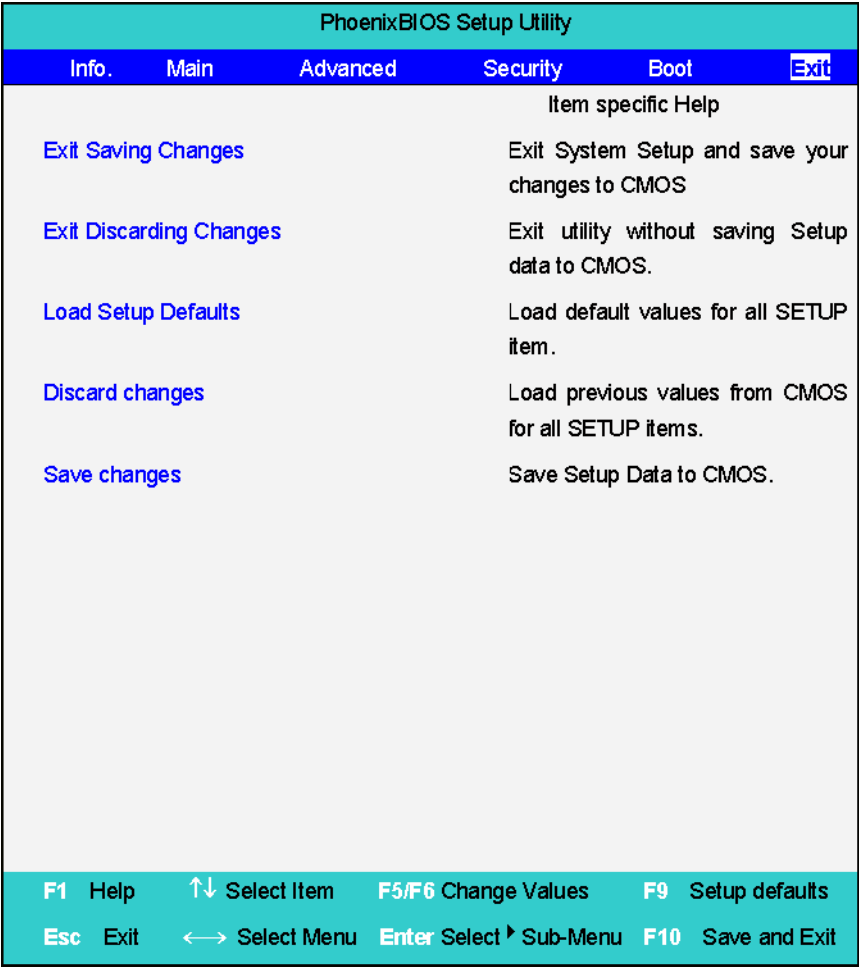 PhoenixBIOS Setup Utility
Info. Main Advanced Security Boot Exit
Item specific Help
Exit Saving Changes Exit System Setup and save your
changes to CMOS
Exit Discarding Changes Exit utility without saving Setup
data to CMOS.
Load Setup Defaults Load default values for all SETUP
item.
Discard changes Load previous values from CMOS
for all SETUP items.
Save changes Save Setup Data to CMOS.
F1 Help ↑↓ Select Item F5/F6 Change Values F9 Setup defaults
Esc Exit ←→ Select Menu Enter Select ▸ Sub-Menu F10 Save and Exit